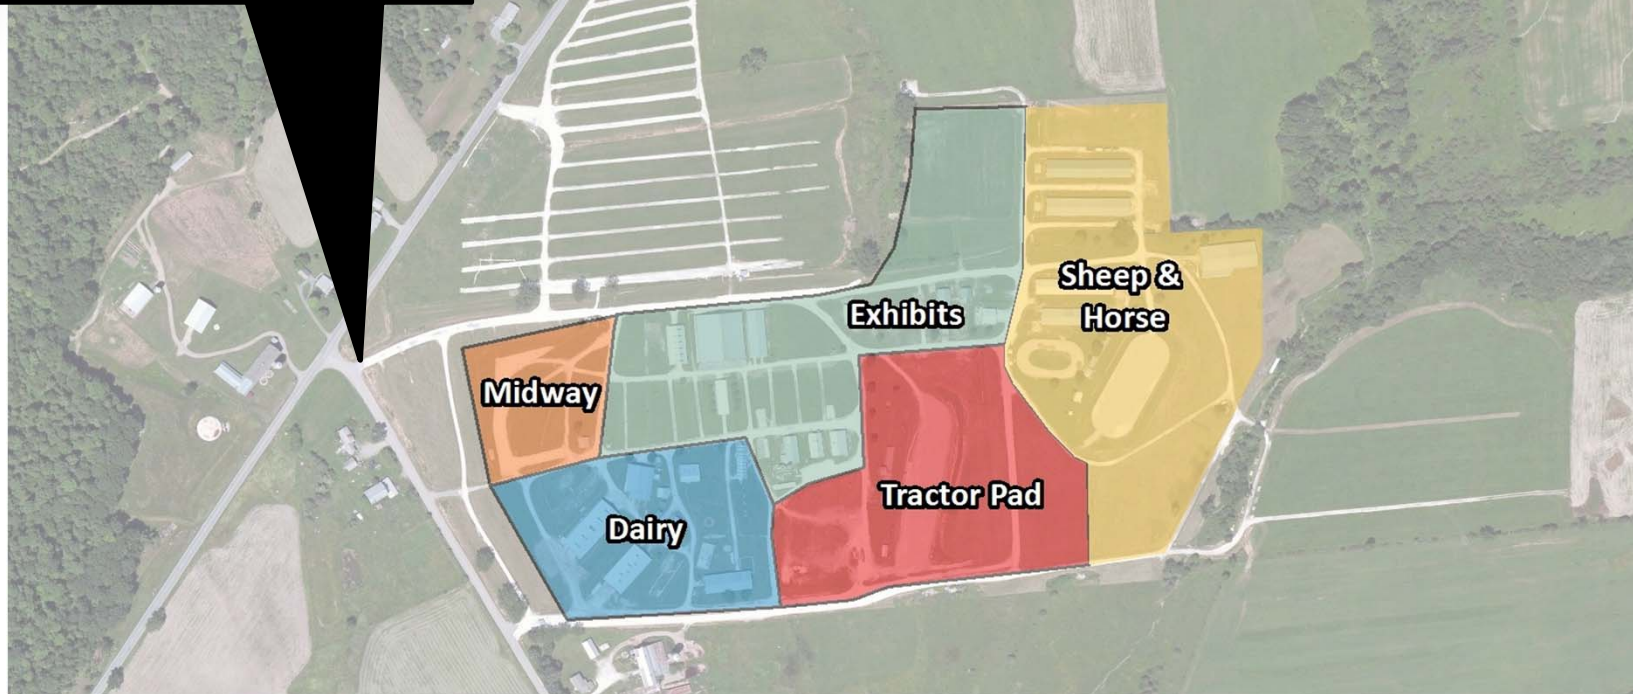 Sheep &
Horse
Exhibits
Midway
Tractor Pad
Dairy